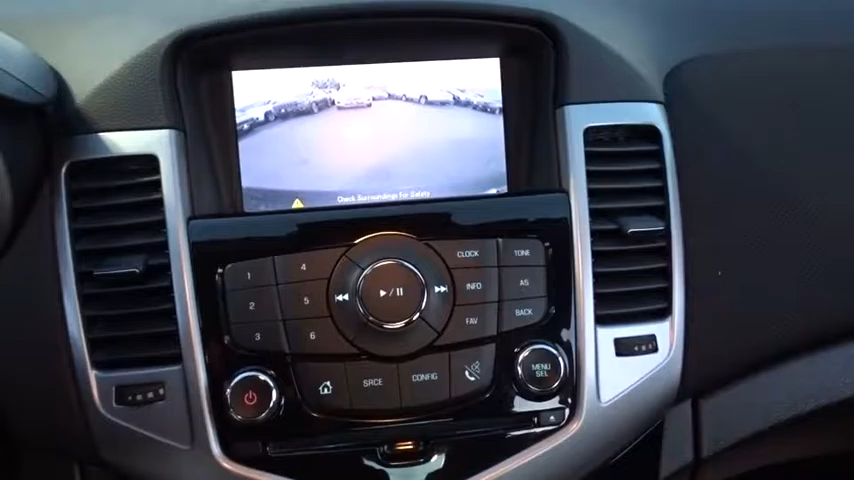 Check Surroundings for Safety
CLOCK TONE
1 4
INFO AS
2 5
FAV BACK
3 6
MENU
SEL
SRCE CONFIG